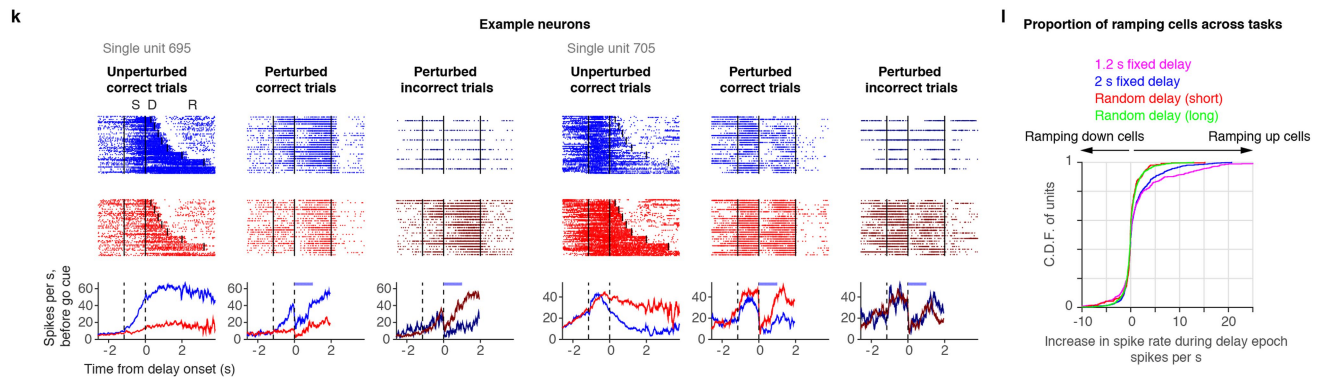 k
Example neurons
Single unit 695
Single unit 705
Unperturbed correct trials
Perturbed correct trials
Perturbed incorrect trials
Unperturbed correct trials
Perturbed correct trials
Perturbed incorrect trials
S D R
Spikes per s,
before go cue
60
40
20
0
-2 0 2
60
40
20
0
-2 0 2
60
40
20
0
-2 0 2
60
40
20
0
-2 0 2
40
20
0
-2 0 2
40
20
0
-2 0 2
Time from delay onset (s)
l
Proportion of ramping cells across tasks
1.2 s fixed delay
2 s fixed delay
Random delay (short)
Random delay (long)
Ramping down cells
Ramping up cells
C.D.F. of units
1
0
-10 0 10 20
Increase in spike rate during delay epoch
spikes per s